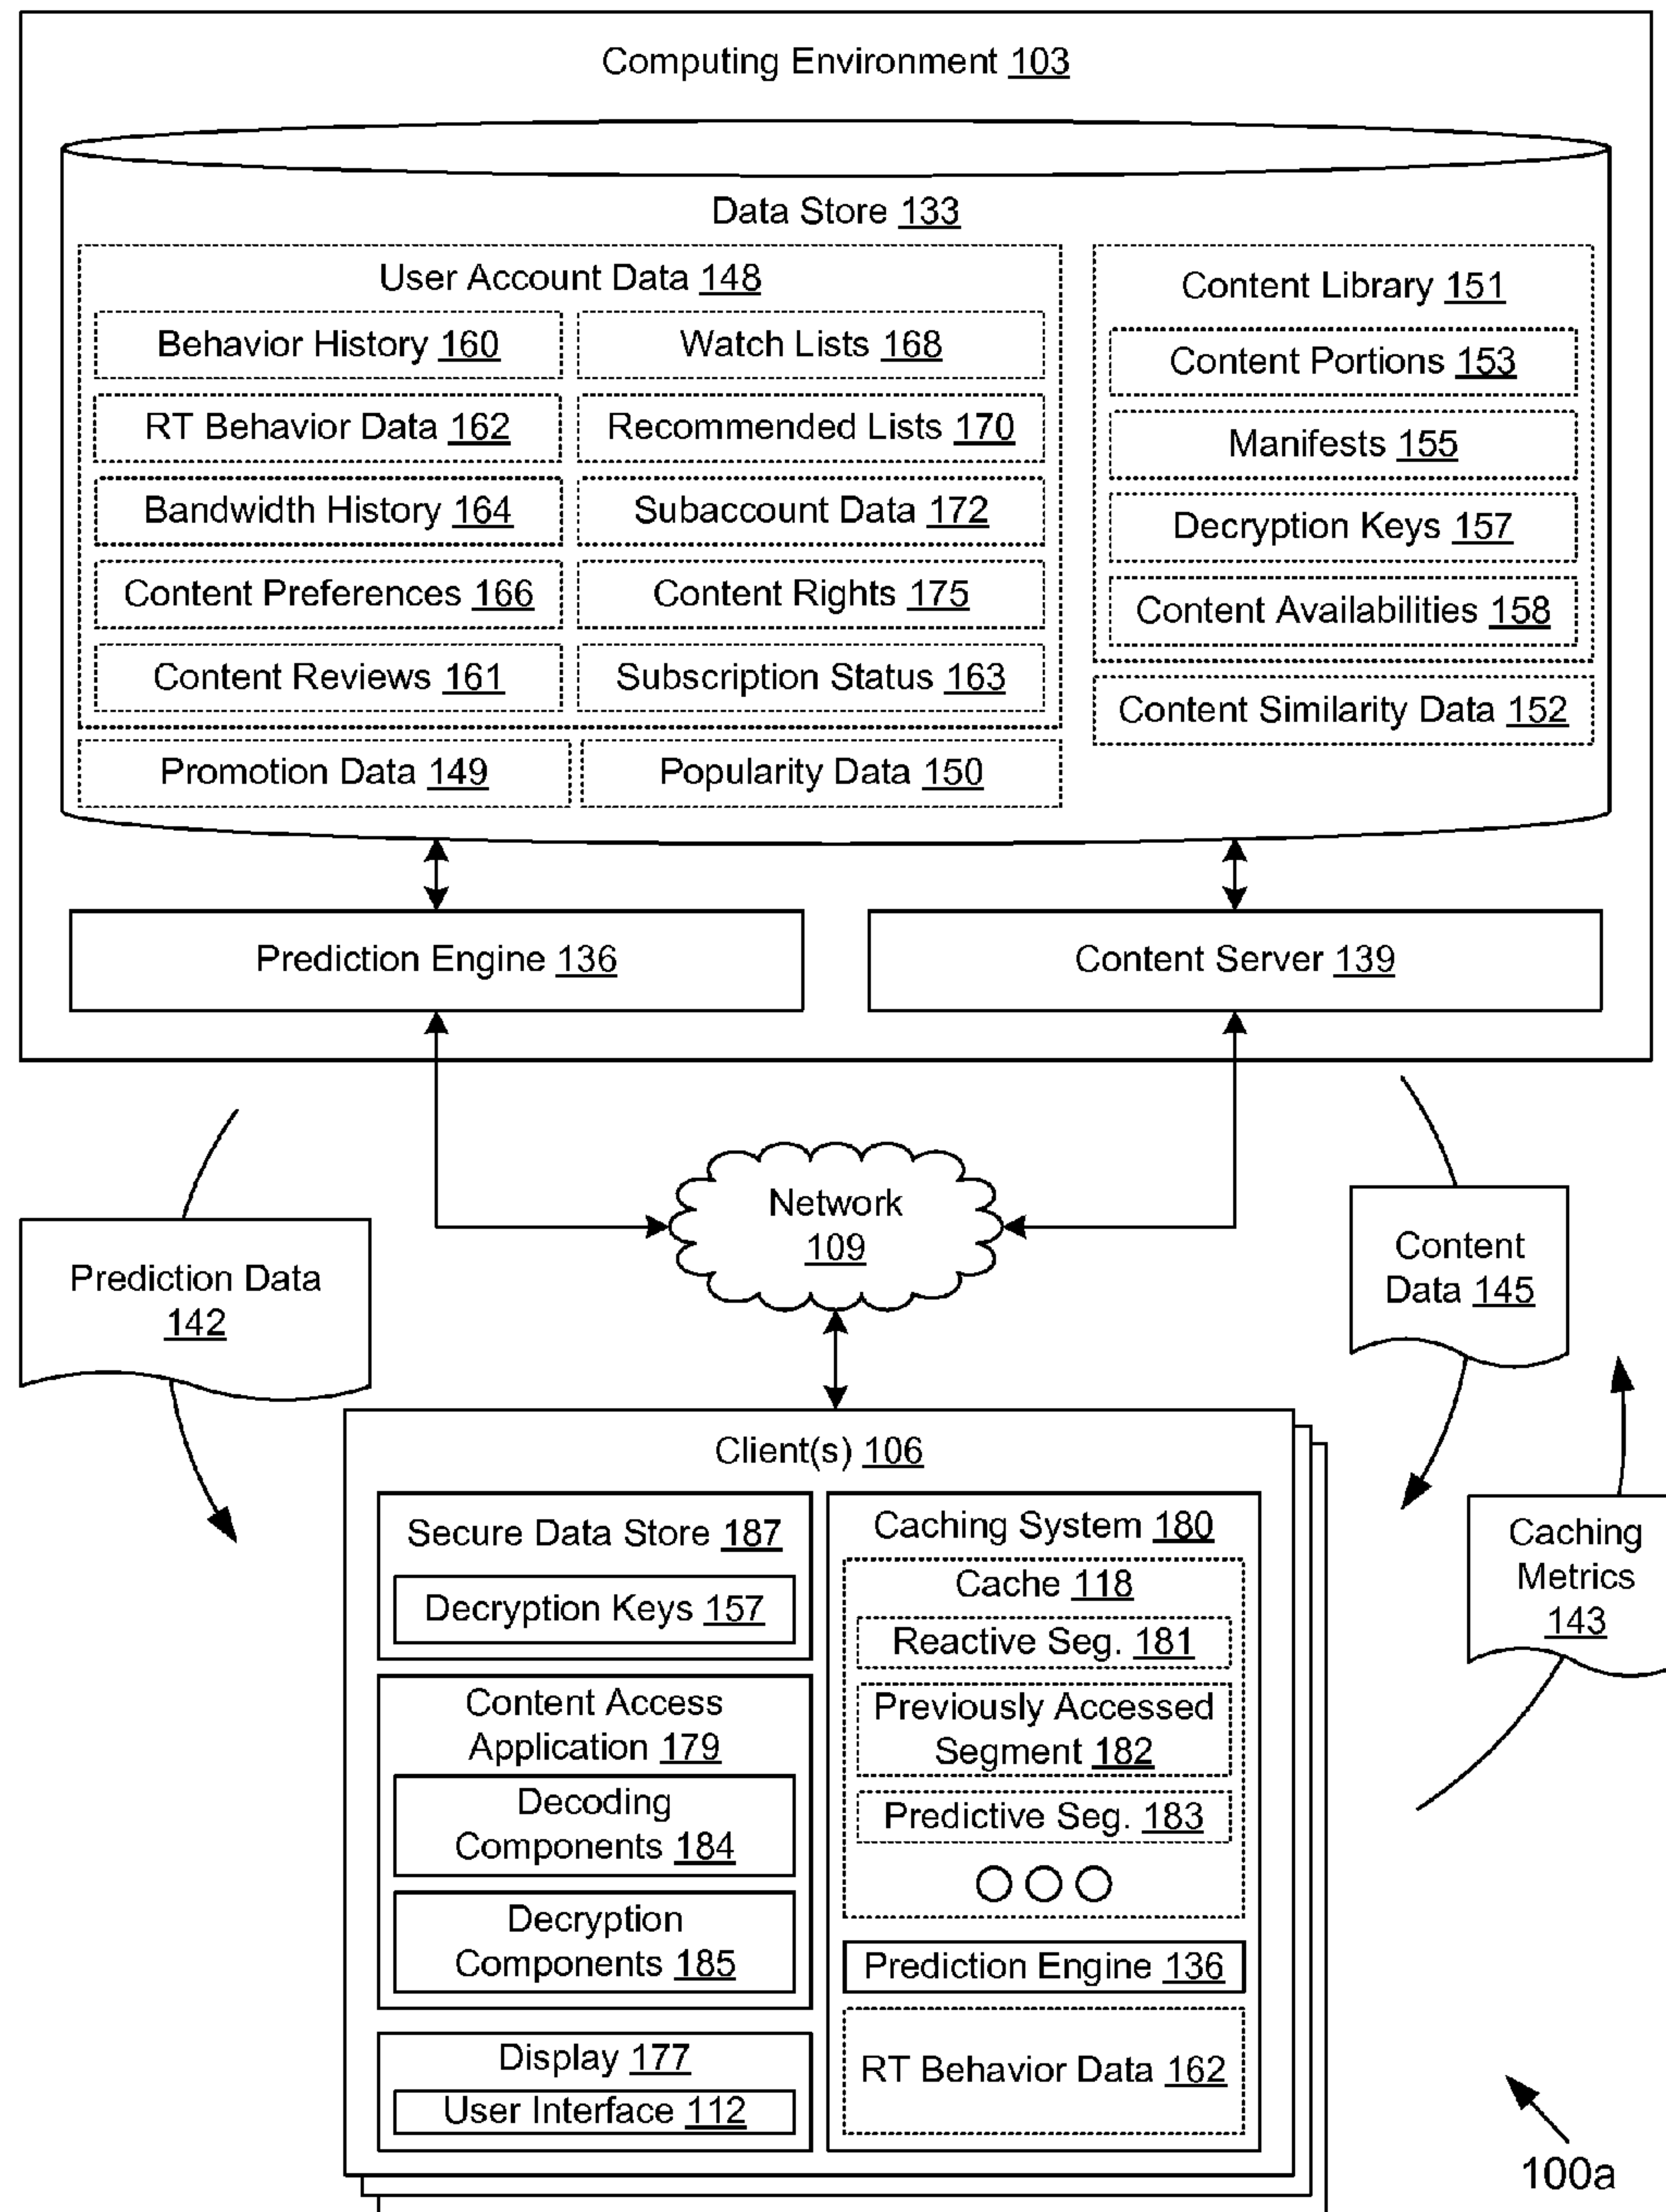 Computing Environment 103
Data Store 133
User Account Data 148
Behavior History 160
Watch Lists 168
RT Behavior Data 162
Recommended Lists 170
Bandwidth History 164
Subaccount Data 172
Content Preferences 166
Content Rights 175
Content Reviews 161
Subscription Status 163
Promotion Data 149
Popularity Data 150
Content Library 151
Content Portions 153
Manifests 155
Decryption Keys 157
Content Availabilities 158
Content Similarity Data 152
Prediction Engine 136
Content Server 139
Network
109
Prediction Data
142
Content
Data 145
Caching
Metrics
143
Client(s) 106
Secure Data Store 187
Decryption Keys 157
Content Access
Application 179
Decoding
Components 184
Decryption
Components 185
Display 177
User Interface 112
Caching System 180
Cache 118
Reactive Seg. 181
Previously Accessed
Segment 182
Predictive Seg. 183
Prediction Engine 136
RT Behavior Data 162
100a